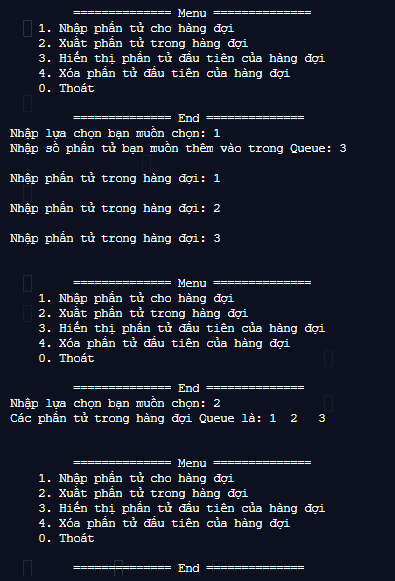 ============== Menu ==============
1. Nhập phần tử cho hàng đợi
2. Xuất phần tử trong hàng đợi
3. Hiển thị phần tử đầu tiên của hàng đợi
4. Xóa phần tử đầu tiên của hàng đợi
0. Thoát
============== End ==============
Nhập lựa chọn bạn muốn chọn: 1
Nhập số phần tử bạn muốn thêm vào trong Queue: 3
Nhập phần tử trong hàng đợi: 1
Nhập phần tử trong hàng đợi: 2
Nhập phần tử trong hàng đợi: 3
============== Menu ==============
1. Nhập phần tử cho hàng đợi
2. Xuất phần tử trong hàng đợi
3. Hiển thị phần tử đầu tiên của hàng đợi
4. Xóa phần tử đầu tiên của hàng đợi
0. Thoát
============== End ==============
Nhập lựa chọn bạn muốn chọn: 2
Các phần tử trong hàng đợi Queue là: 1 2 3
============== Menu ==============
1. Nhập phần tử cho hàng đợi
2. Xuất phần tử trong hàng đợi
3. Hiển thị phần tử đầu tiên của hàng đợi
4. Xóa phần tử đầu tiên của hàng đợi
0. Thoát
============== End ==============